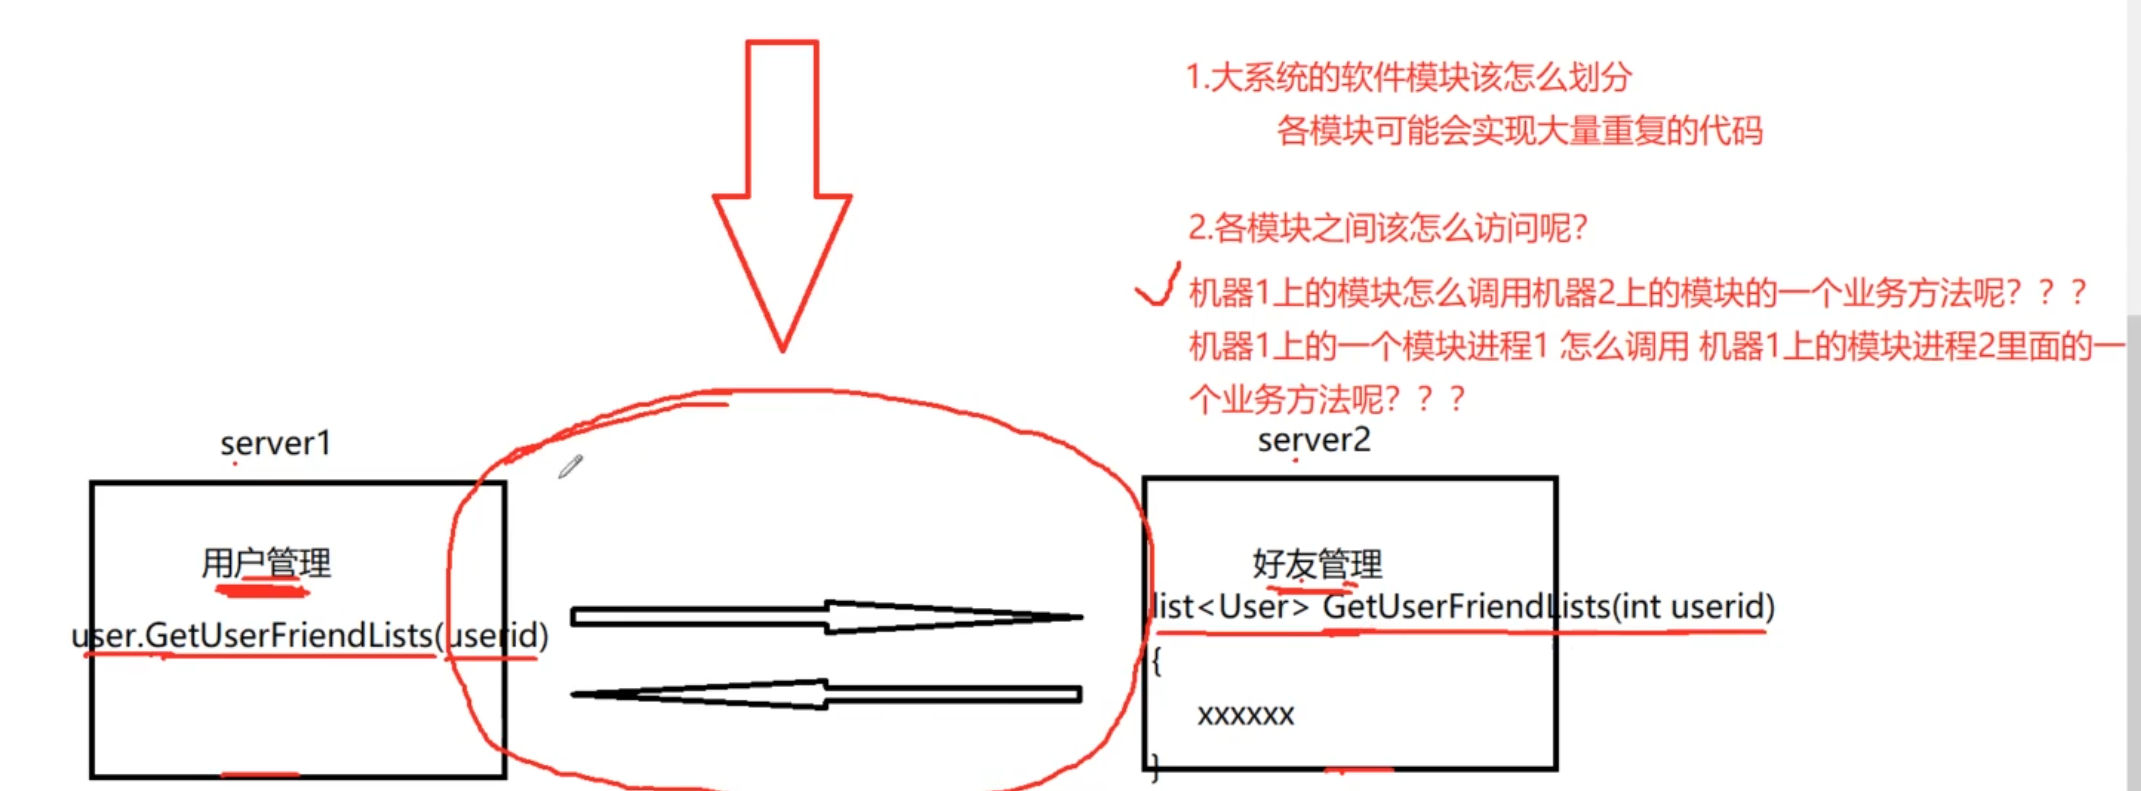 1.大系统的软件模块该怎么划分
各模块可能会实现大量重复的代码
2.各模块之间该怎么访问呢？
机器1上的模块怎么调用机器2上的模块的一个业务方法呢？？？
机器1上的一个模块进程1 怎么调用 机器1上的模块进程2里面的一
个业务方法呢？？？
server1
用户管理
user.GetUserFriendLists(userid)
server2
好友管理
list<User> GetUserFriendLists(int userid)
{
xxxxxx
}